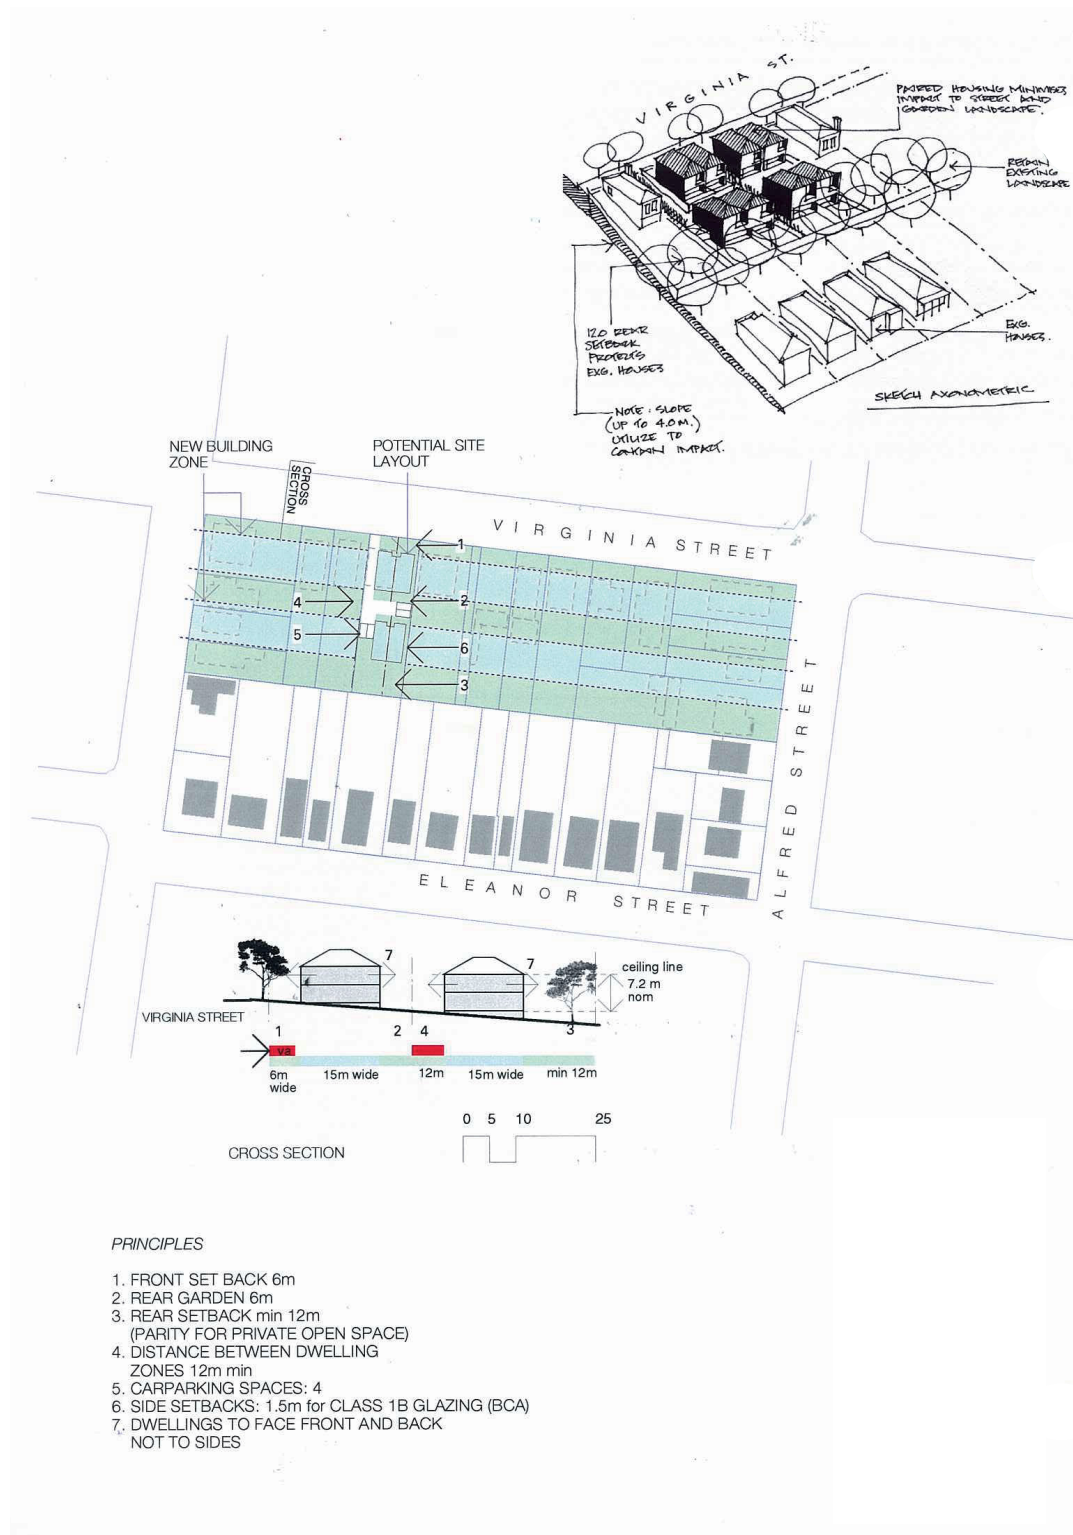 VIRGINIA ST.
PAIRED HOUSING MINIMISES
IMPACT TO STREET AND
GARDEN LANDSCAPE.
RETAIN
EXISTING
LANDSCAPE
12.0 REAR
SETBACK
PROTECTS
EXG. HOUSES
EXG.
HOUSES.
SKETCH AXONOMETRIC
NOTE: SLOPE
(UP TO 4.0M.)
UTILIZE TO
CONTAIN IMPACT.
NEW BUILDING
ZONE
CROSS
SECTION
POTENTIAL SITE
LAYOUT
VIRGINIA STREET
1
4
2
5
6
3
ALFRED STREET
ELEANOR STREET
7
7
ceiling line
7.2 m
nom
VIRGINIA STREET
1
2
4
3
va
6m
wide
15m wide
12m
15m wide
min 12m
0 5 10 25
CROSS SECTION
PRINCIPLES
1. FRONT SET BACK 6m
2. REAR GARDEN 6m
3. REAR SETBACK min 12m
(PARITY FOR PRIVATE OPEN SPACE)
4. DISTANCE BETWEEN DWELLING
ZONES 12m min
5. CARPARKING SPACES: 4
6. SIDE SETBACKS: 1.5m for CLASS 1B GLAZING (BCA)
7. DWELLINGS TO FACE FRONT AND BACK
NOT TO SIDES